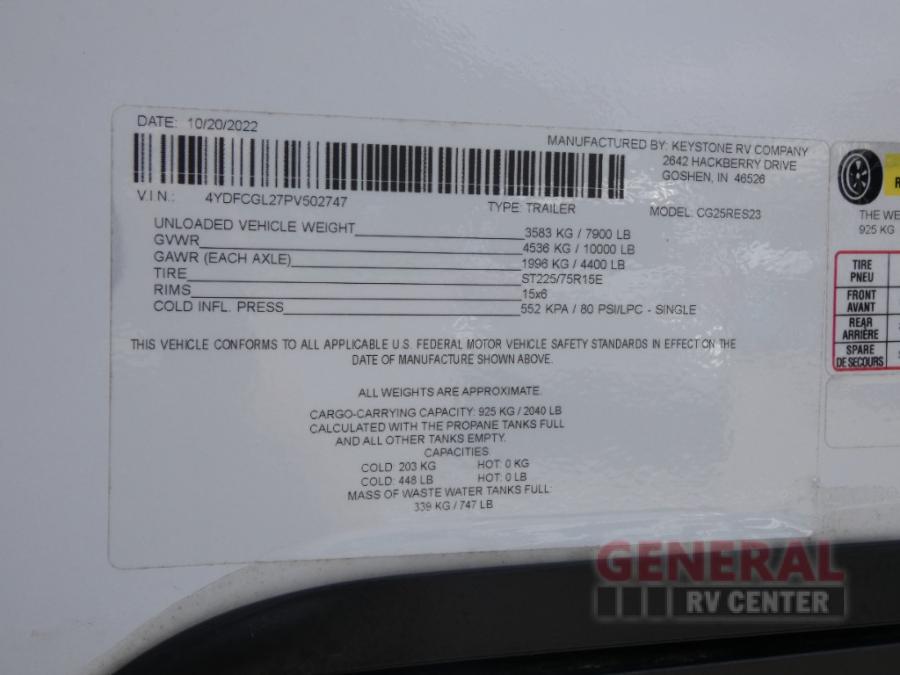 DATE: 10/20/2022
MANUFACTURED BY: KEYSTONE RV COMPANY
2642 HACKBERRY DRIVE
GOSHEN, IN 46526
V.I.N.: 4YDFCGL27PV502747
TYPE: TRAILER
MODEL: CG25RES23
UNLOADED VEHICLE WEIGHT 3583 KG / 7900 LB
GVWR 4536 KG / 10000 LB
GAWR (EACH AXLE) 1996 KG / 4400 LB
TIRE ST225/75R15E
RIMS 15x6
COLD INFL. PRESS 552 KPA / 80 PSI/LPC - SINGLE
THIS VEHICLE CONFORMS TO ALL APPLICABLE U.S. FEDERAL MOTOR VEHICLE SAFETY STANDARDS IN EFFECT ON THE
DATE OF MANUFACTURE SHOWN ABOVE.
ALL WEIGHTS ARE APPROXIMATE.
CARGO-CARRYING CAPACITY: 925 KG / 2040 LB
CALCULATED WITH THE PROPANE TANKS FULL
AND ALL OTHER TANKS EMPTY.
CAPACITIES
COLD: 203 KG HOT: 0 KG
COLD: 448 LB HOT: 0 LB
MASS OF WASTE WATER TANKS FULL:
339 KG / 747 LB
THE WE
925 KG
TIRE
PNEU
FRONT
AVANT
REAR
ARRIÈRE
SPARE
DE SECOURS
GENERAL
RV CENTER